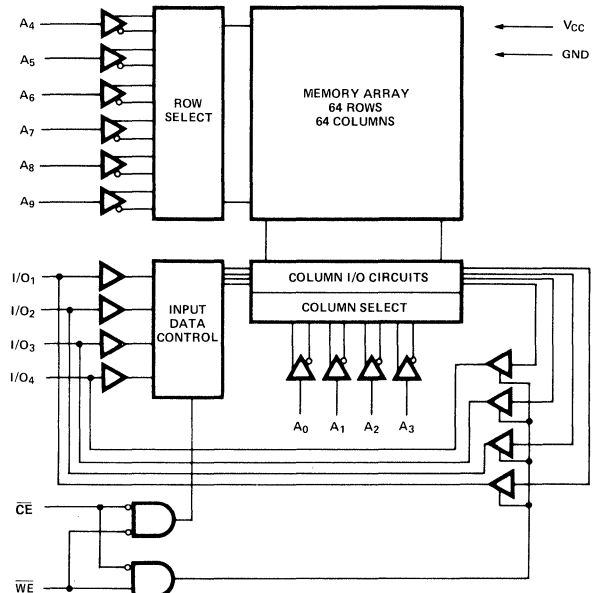 A4
A5
A6
A7
A8
A9
ROW
SELECT
MEMORY ARRAY
64 ROWS
64 COLUMNS
VCC
GND
I/O1
I/O2
I/O3
I/O4
INPUT
DATA
CONTROL
COLUMN I/O CIRCUITS
COLUMN SELECT
A0
A1
A2
A3
CE
WE